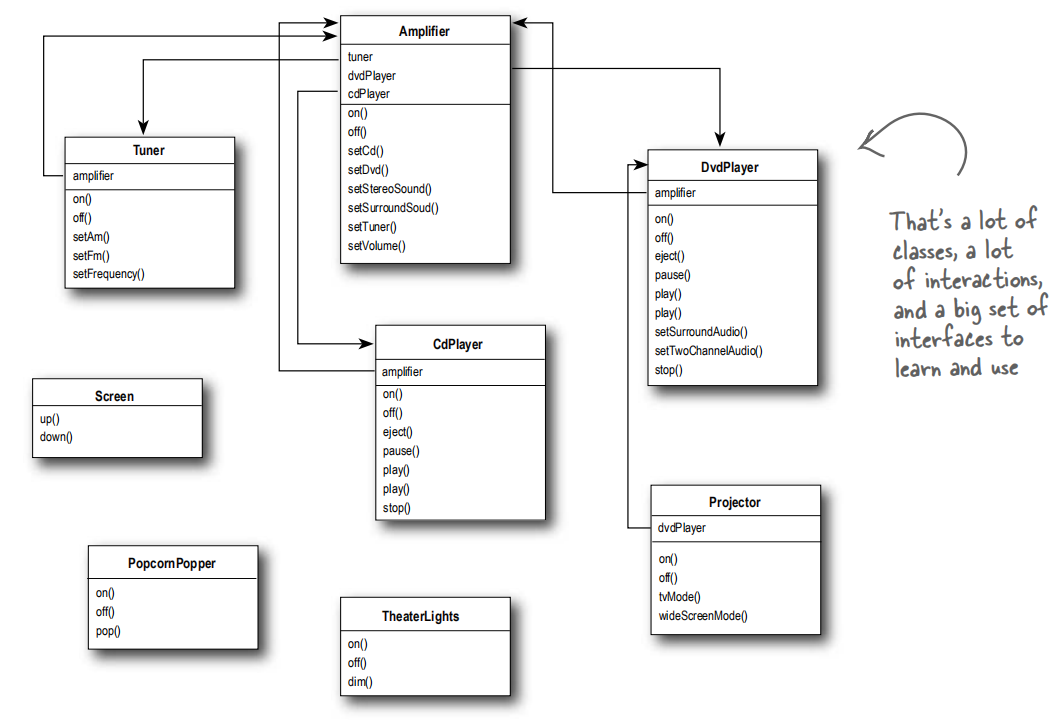 Amplifier
tuner
dvdPlayer
cdPlayer
on()
off()
setCd()
setDvd()
setStereoSound()
setSurroundSoud()
setTuner()
setVolume()
Tuner
amplifier
on()
off()
setAm()
setFm()
setFrequency()
DvdPlayer
amplifier
on()
off()
eject()
pause()
play()
play()
setSurroundAudio()
setTwoChannelAudio()
stop()
That's a lot of
classes, a lot
of interactions,
and a big set of
interfaces to
learn and use
CdPlayer
amplifier
on()
off()
eject()
pause()
play()
play()
stop()
Screen
up()
down()
Projector
dvdPlayer
on()
off()
tvMode()
wideScreenMode()
PopcornPopper
on()
off()
pop()
TheaterLights
on()
off()
dim()